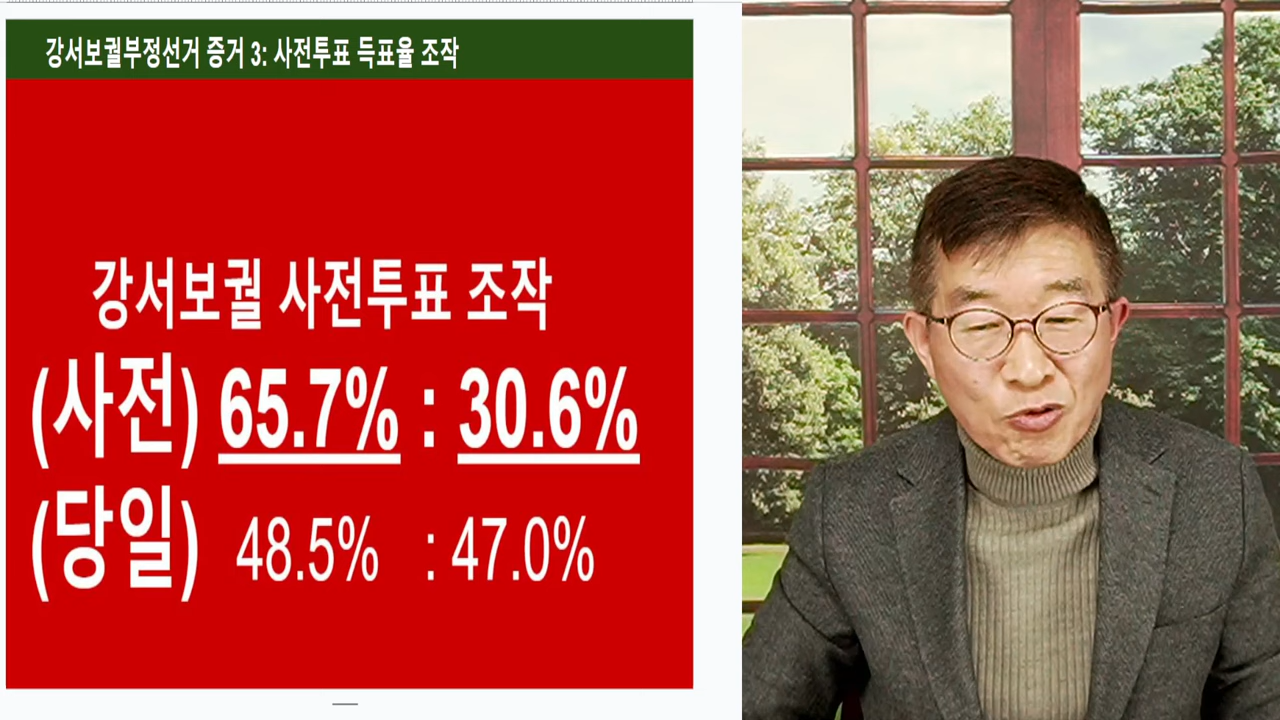 강서보궐부정선거 증거 3: 사전투표 득표율 조작
강서보궐 사전투표 조작
(사전) 65.7% : 30.6%
(당일) 48.5% : 47.0%